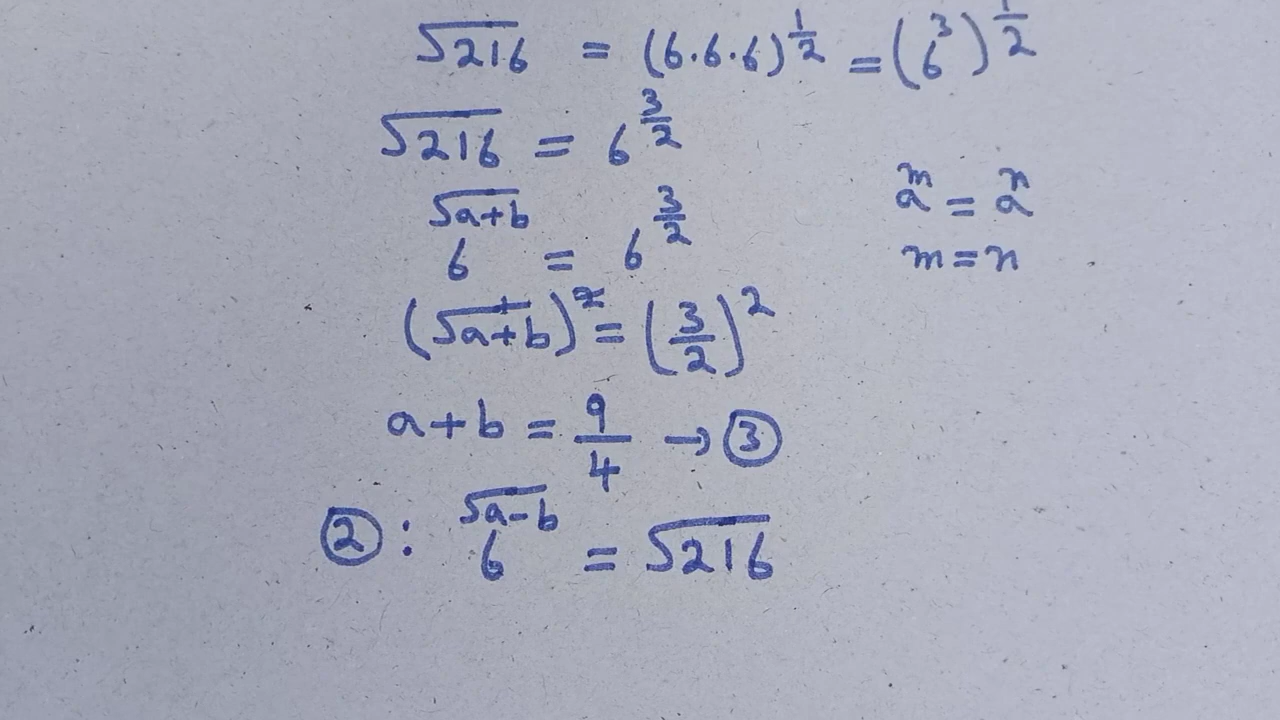 √216 = (6·6·6)^(1/2) = (6^3)^(1/2)
√216 = 6^(3/2)
6^(√(a+b)) = 6^(3/2)
a^m = a^n
m = n
(√(a+b))^2 = (3/2)^2
a+b = 9/4 → ③
②: 6^(√(a-b)) = √216